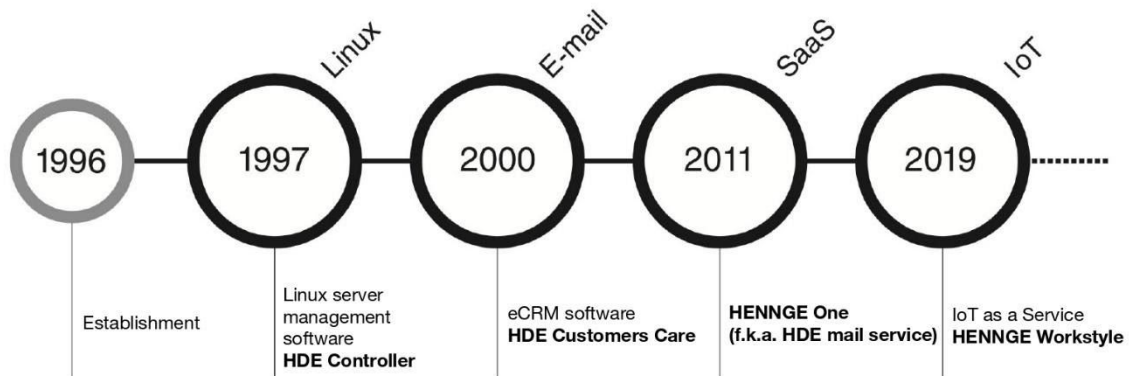 Linux
E-mail
SaaS
IoT
1996
1997
2000
2011
2019
Establishment
Linux server
management
software
HDE Controller
eCRM software
HDE Customers Care
HENNGE One
(f.k.a. HDE mail service)
IoT as a Service
HENNGE Workstyle